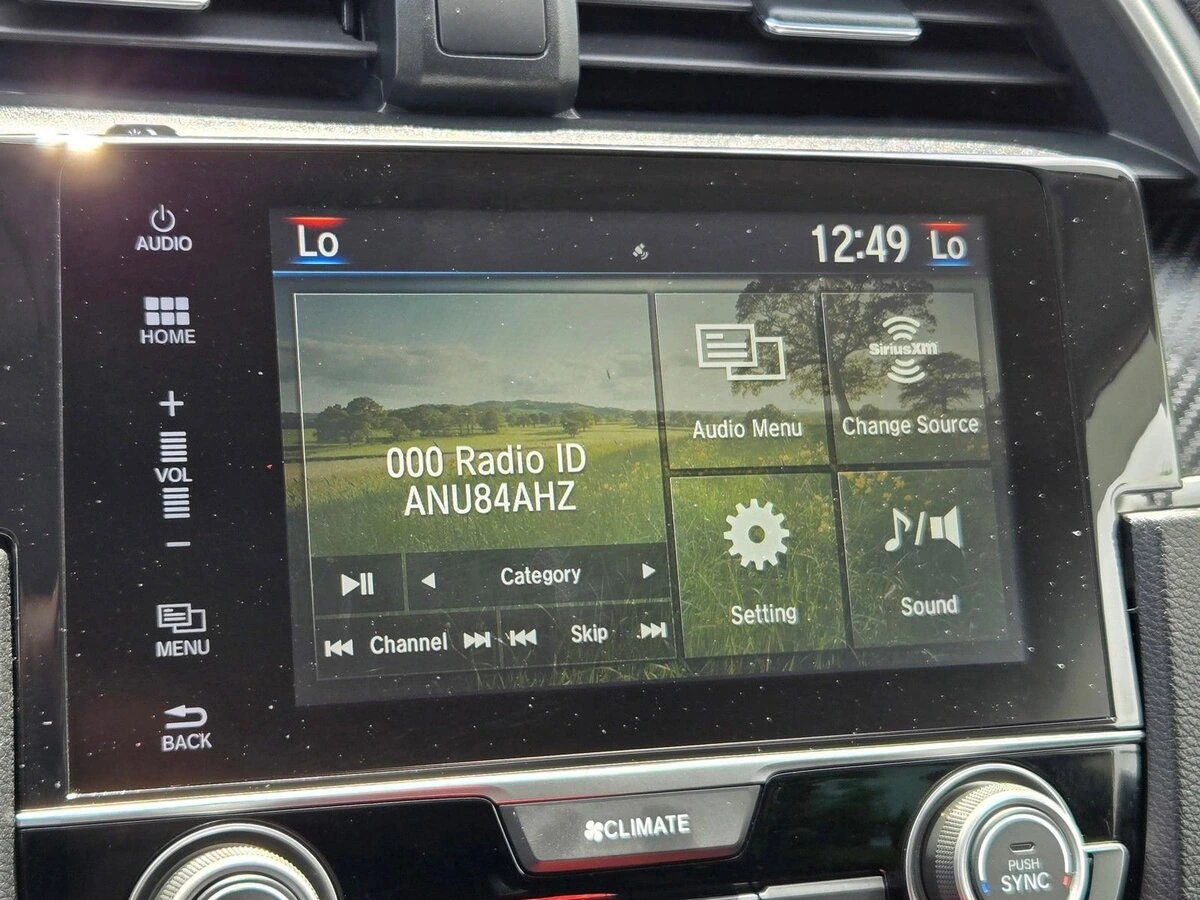 AUDIO
HOME
+
VOL
−
MENU
BACK
Lo
12:49
Lo
000 Radio ID
ANU84AHZ
Category
Channel
Skip
Audio Menu
SiriusXM
Change Source
Setting
Sound
CLIMATE
PUSH
SYNC